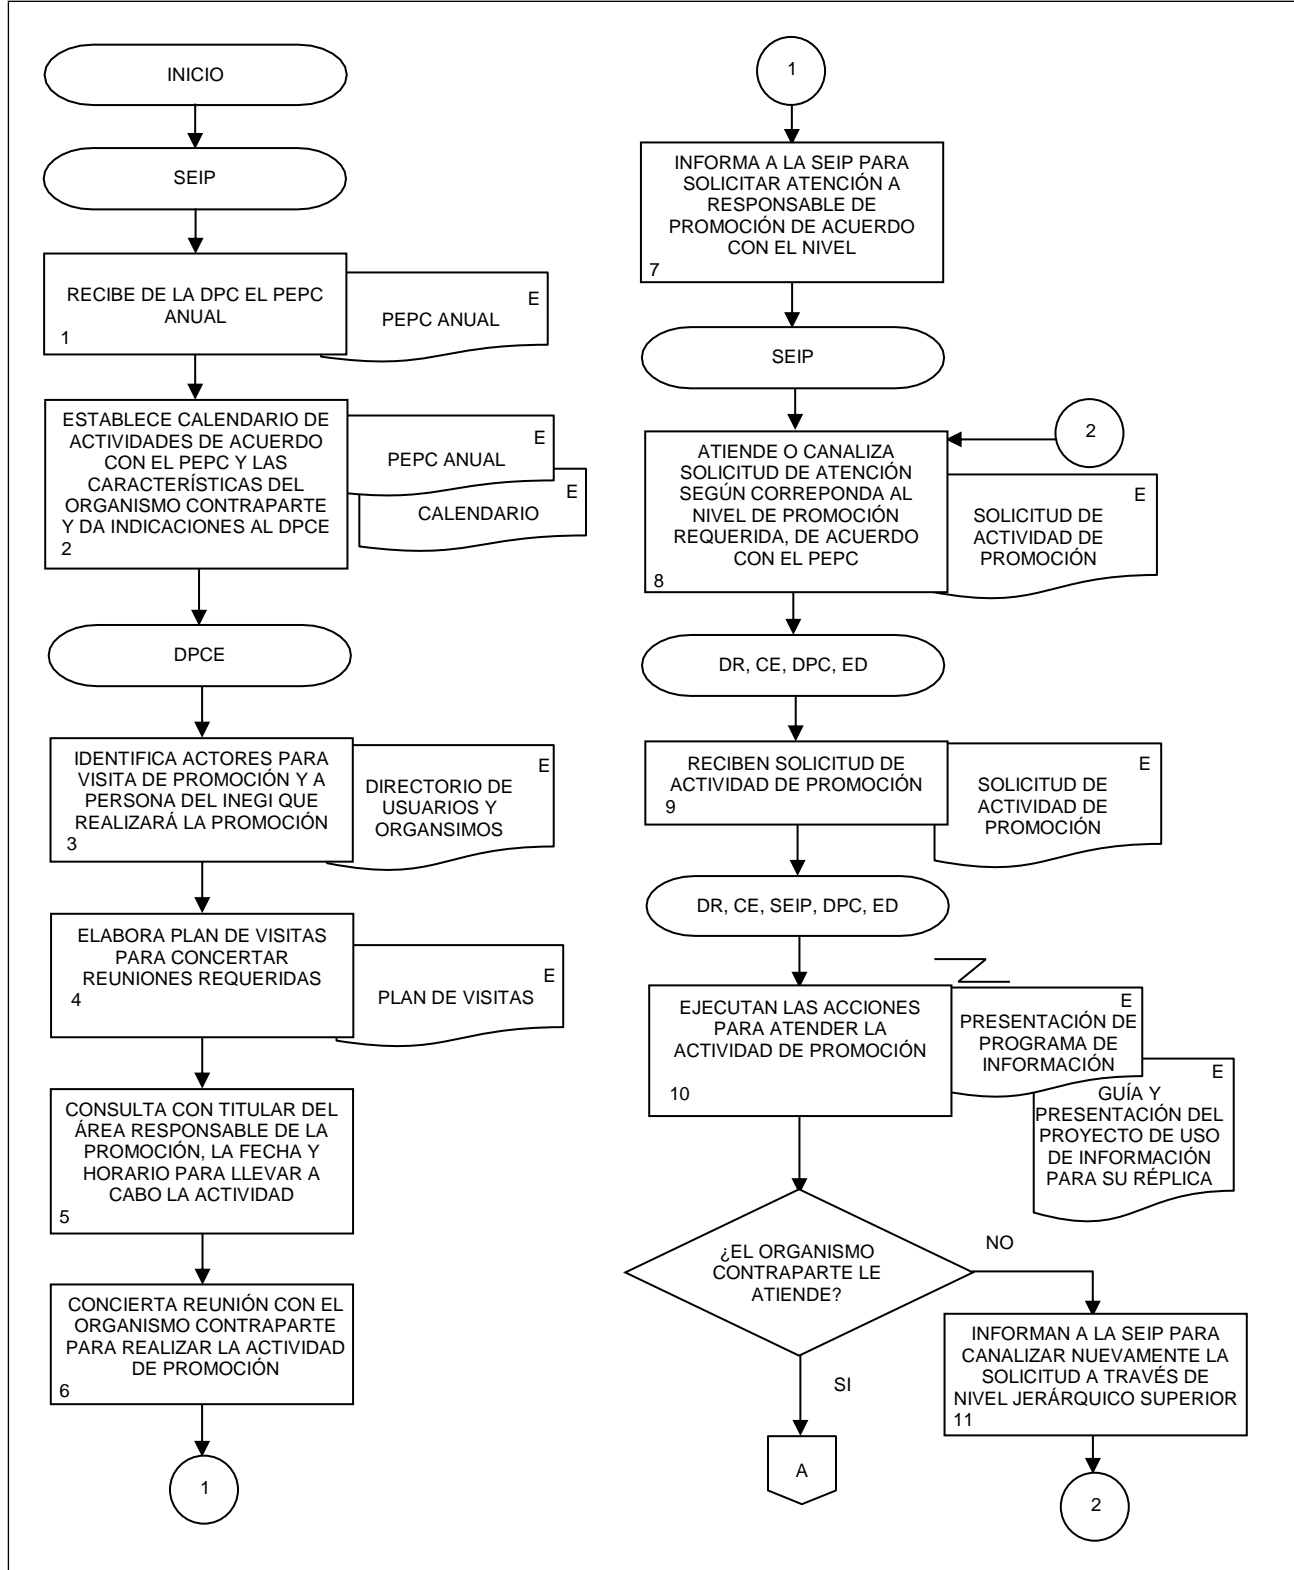 INICIO
SEIP
RECIBE DE LA DPC EL PEPC
ANUAL
1
E
PEPC ANUAL
ESTABLECE CALENDARIO DE
ACTIVIDADES DE ACUERDO
CON EL PEPC Y LAS
CARACTERÍSTICAS DEL
ORGANISMO CONTRAPARTE
Y DA INDICACIONES AL DPCE
2
E
PEPC ANUAL
E
CALENDARIO
DPCE
IDENTIFICA ACTORES PARA
VISITA DE PROMOCIÓN Y A
PERSONA DEL INEGI QUE
REALIZARÁ LA PROMOCIÓN
3
E
DIRECTORIO DE
USUARIOS Y
ORGANSIMOS
ELABORA PLAN DE VISITAS
PARA CONCERTAR
REUNIONES REQUERIDAS
4
E
PLAN DE VISITAS
CONSULTA CON TITULAR DEL
ÁREA RESPONSABLE DE LA
PROMOCIÓN, LA FECHA Y
HORARIO PARA LLEVAR A
CABO LA ACTIVIDAD
5
CONCIERTA REUNIÓN CON EL
ORGANISMO CONTRAPARTE
PARA REALIZAR LA ACTIVIDAD
DE PROMOCIÓN
6
1
1
INFORMA A LA SEIP PARA
SOLICITAR ATENCIÓN A
RESPONSABLE DE
PROMOCIÓN DE ACUERDO
CON EL NIVEL
7
SEIP
2
ATIENDE O CANALIZA
SOLICITUD DE ATENCIÓN
SEGÚN CORREPONDA AL
NIVEL DE PROMOCIÓN
REQUERIDA, DE ACUERDO
CON EL PEPC
8
E
SOLICITUD DE
ACTIVIDAD DE
PROMOCIÓN
DR, CE, DPC, ED
RECIBEN SOLICITUD DE
ACTIVIDAD DE PROMOCIÓN
9
E
SOLICITUD DE
ACTIVIDAD DE
PROMOCIÓN
DR, CE, SEIP, DPC, ED
EJECUTAN LAS ACCIONES
PARA ATENDER LA
ACTIVIDAD DE PROMOCIÓN
10
E
PRESENTACIÓN DE
PROGRAMA DE
INFORMACIÓN
E
GUÍA Y
PRESENTACIÓN DEL
PROYECTO DE USO
DE INFORMACIÓN
PARA SU RÉPLICA
¿EL ORGANISMO
CONTRAPARTE LE
ATIENDE?
NO
SI
A
INFORMAN A LA SEIP PARA
CANALIZAR NUEVAMENTE LA
SOLICITUD A TRAVÉS DE
NIVEL JERÁRQUICO SUPERIOR
11
2